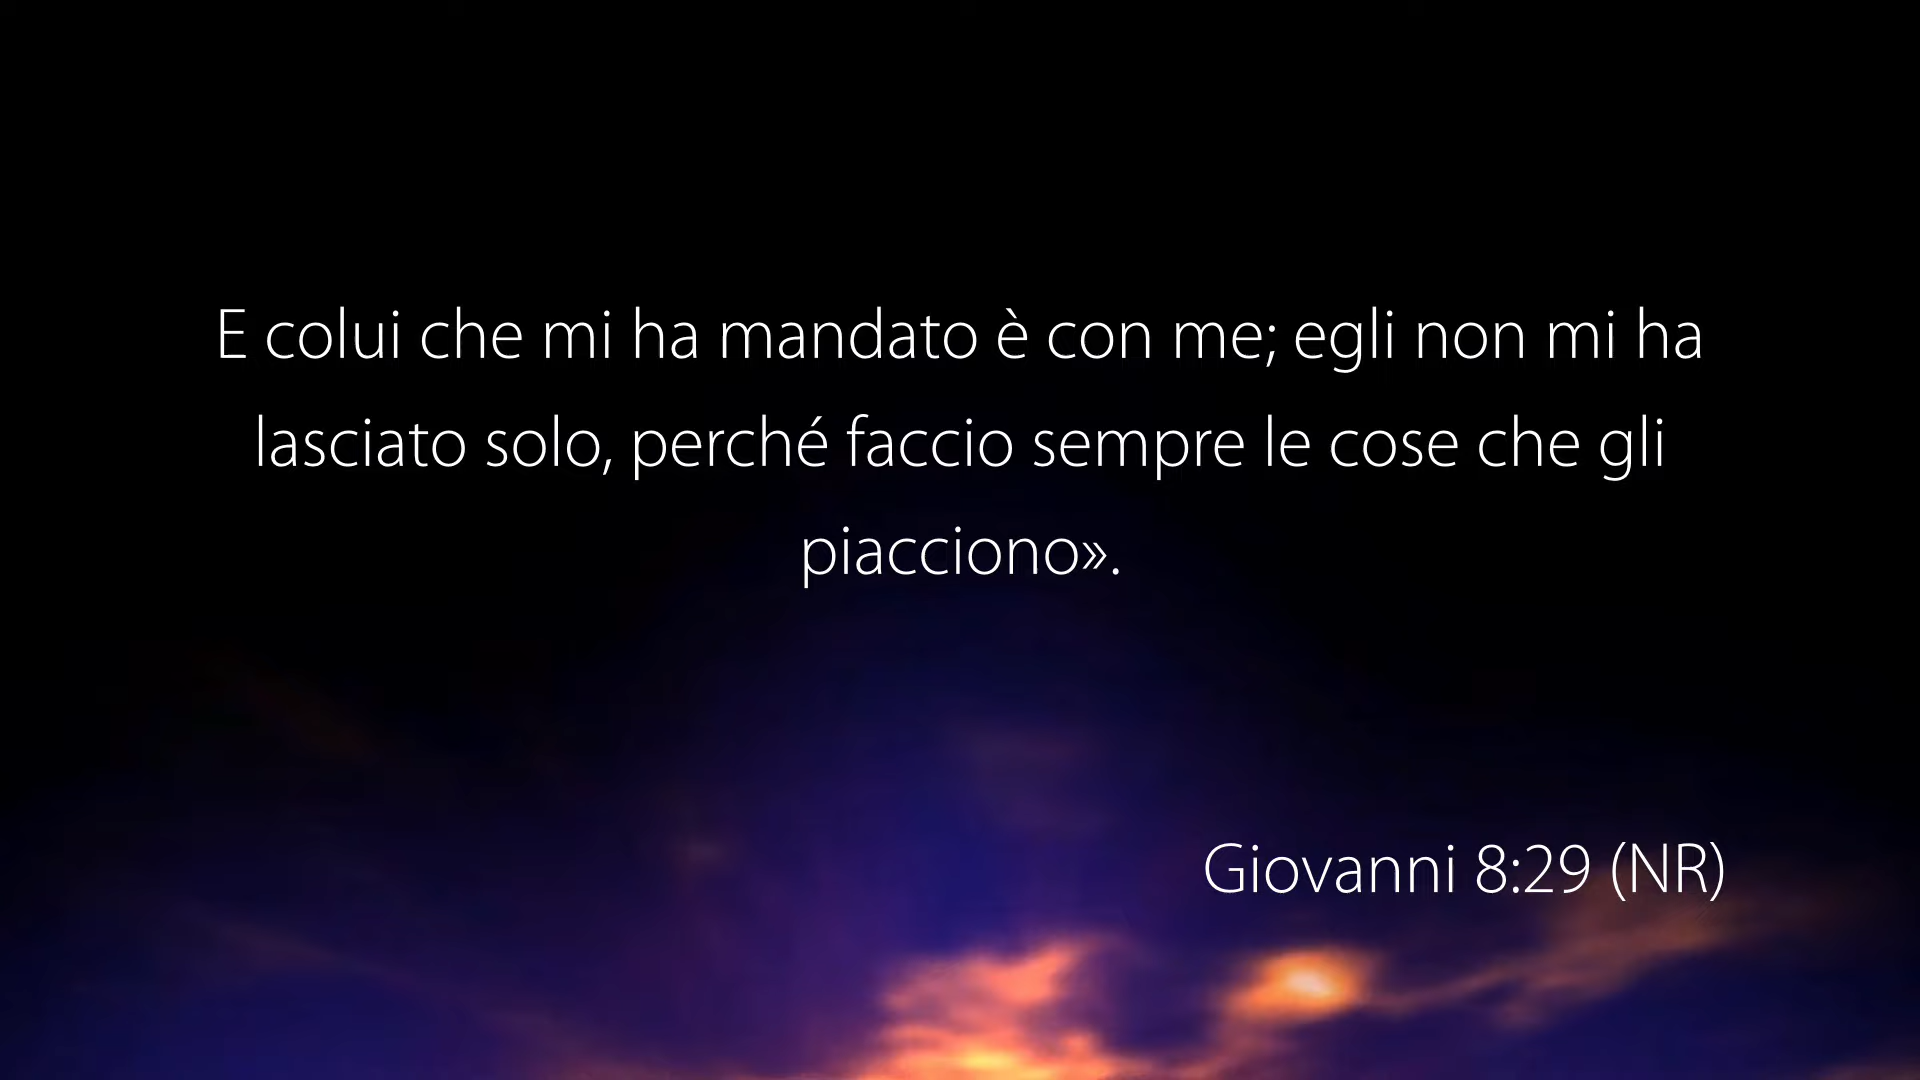 E colui che mi ha mandato è con me; egli non mi ha
lasciato solo, perché faccio sempre le cose che gli
piacciono».
Giovanni 8:29 (NR)